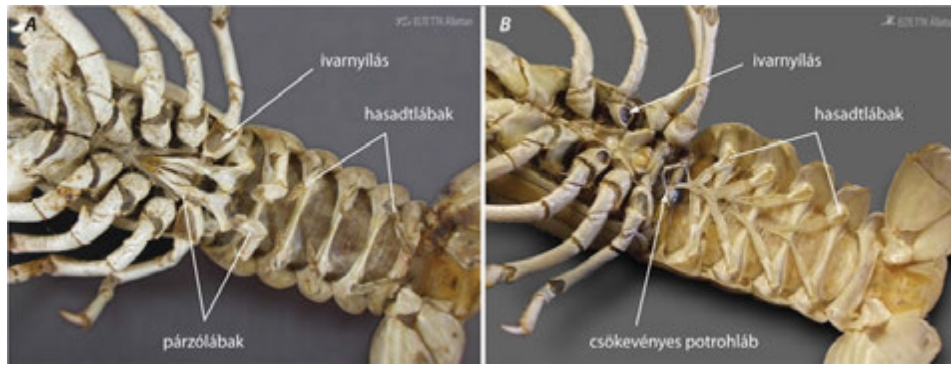 A
ivarnyílás
hasadtlábak
párzólábak
B
ivarnyílás
hasadtlábak
csökevényes potrohláb